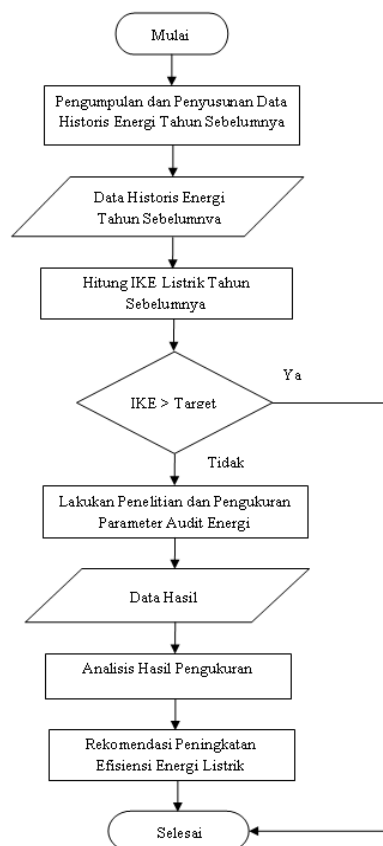 Mulai
Pengumpulan dan Penyusunan Data
Historis Energi Tahun Sebelumnya
Data Historis Energi
Tahun Sebelumnya
Hitung IKE Listrik Tahun
Sebelumnya
Ya
IKE > Target
Tidak
Lakukan Penelitian dan Pengukuran
Parameter Audit Energi
Data Hasil
Analisis Hasil Pengukuran
Rekomendasi Peningkatan
Efisiensi Energi Listrik
Selesai